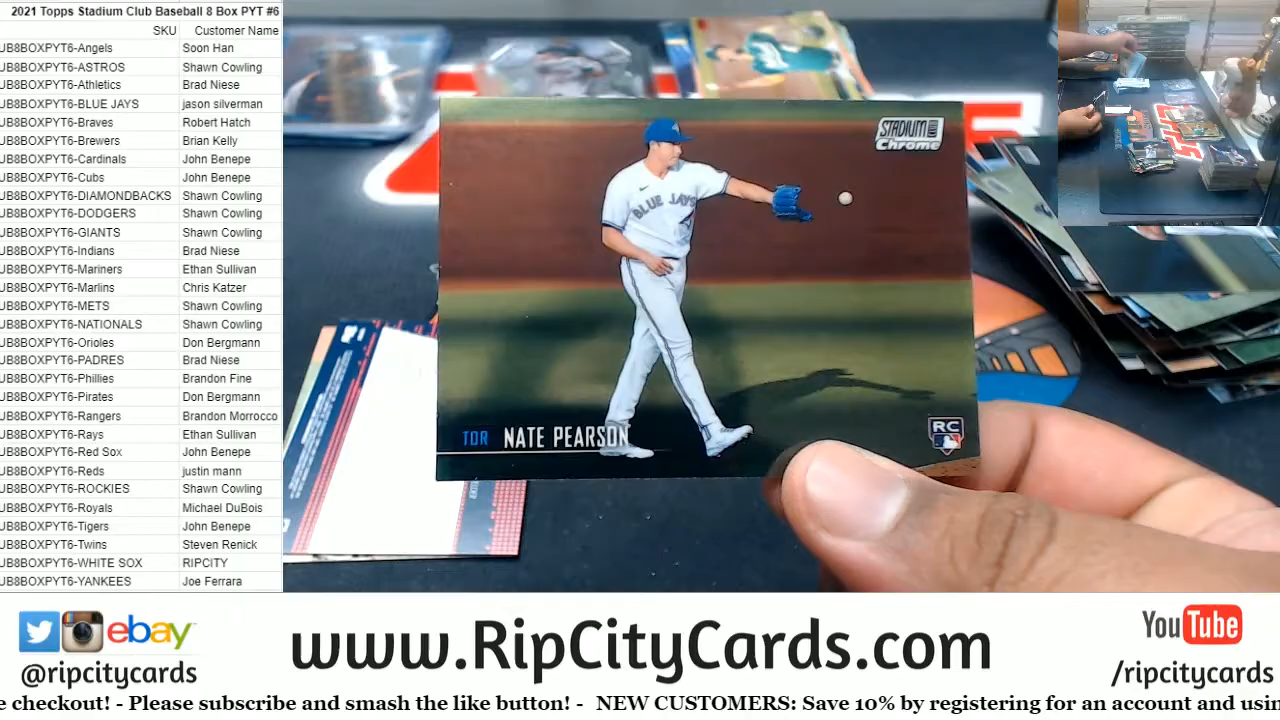 2021 Topps Stadium Club Baseball 8 Box PYT #6
SKU Customer Name
UB8BOXPYT6-Angels Soon Han
UB8BOXPYT6-ASTROS Shawn Cowling
UB8BOXPYT6-Athletics Brad Niese
UB8BOXPYT6-BLUE JAYS jason silverman
UB8BOXPYT6-Braves Robert Hatch
UB8BOXPYT6-Brewers Brian Kelly
UB8BOXPYT6-Cardinals John Benepe
UB8BOXPYT6-Cubs John Benepe
UB8BOXPYT6-DIAMONDBACKS Shawn Cowling
UB8BOXPYT6-DODGERS Shawn Cowling
UB8BOXPYT6-GIANTS Shawn Cowling
UB8BOXPYT6-Indians Brad Niese
UB8BOXPYT6-Mariners Ethan Sullivan
UB8BOXPYT6-Marlins Chris Katzer
UB8BOXPYT6-METS Shawn Cowling
UB8BOXPYT6-NATIONALS Shawn Cowling
UB8BOXPYT6-Orioles Don Bergmann
UB8BOXPYT6-PADRES Brad Niese
UB8BOXPYT6-Phillies Brandon Fine
UB8BOXPYT6-Pirates Don Bergmann
UB8BOXPYT6-Rangers Brandon Morrocco
UB8BOXPYT6-Rays Ethan Sullivan
UB8BOXPYT6-Red Sox John Benepe
UB8BOXPYT6-Reds justin mann
UB8BOXPYT6-ROCKIES Shawn Cowling
UB8BOXPYT6-Royals Michael DuBois
UB8BOXPYT6-Tigers John Benepe
UB8BOXPYT6-Twins Steven Renick
UB8BOXPYT6-WHITE SOX RIPCITY
UB8BOXPYT6-YANKEES Joe Ferrara
STADIUM
Chrome
BLUE JAYS
TOR NATE PEARSON
RC
ebay
@ripcitycards
www.RipCityCards.com
YouTube
/ripcitycards
e checkout! - Please subscribe and smash the like button! - NEW CUSTOMERS: Save 10% by registering for an account and usin